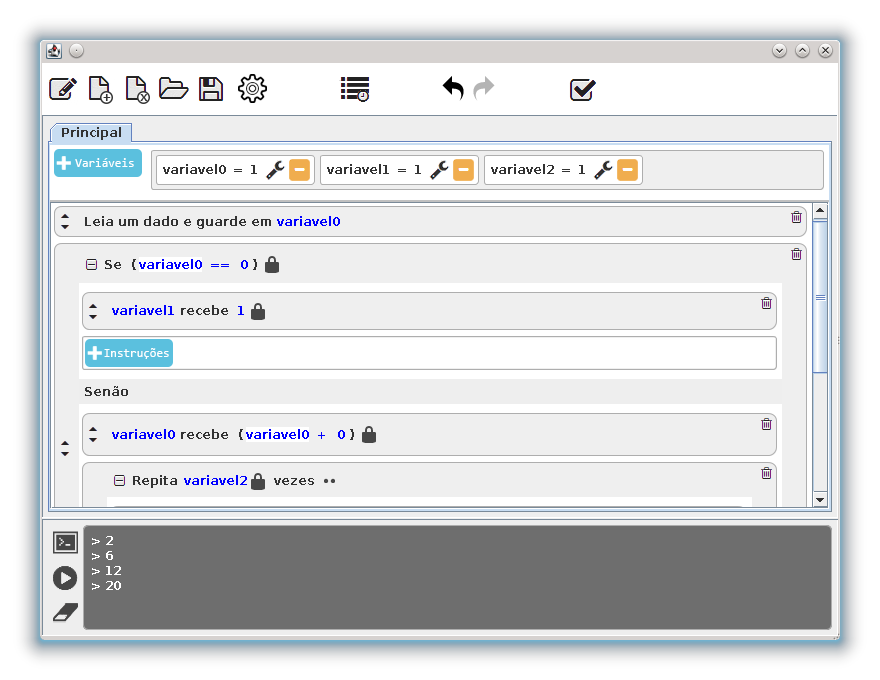 Principal
Variáveis
variavel0 = 1 variavel1 = 1 variavel2 = 1
Leia um dado e guarde em variavel0
Se (variavel0 == 0)
variavel1 recebe 1
Instruções
Senão
variavel0 recebe (variavel0 + 0)
Repita variavel2 vezes ••
> 2
> 6
> 12
> 20